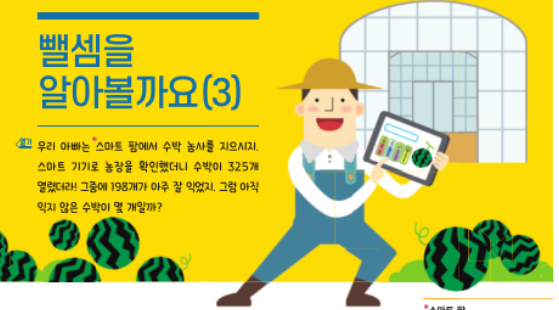 뺄셈을
알아볼까요(3)
우리 아빠는 *스마트 팜에서 수박 농사를 지으시지.
스마트 기기로 농장을 확인했더니 수박이 325개
열렸더라! 그중에 198개가 아주 잘 익었지. 그럼 아직
익지 않은 수박이 몇 개일까?
*스마트 팜